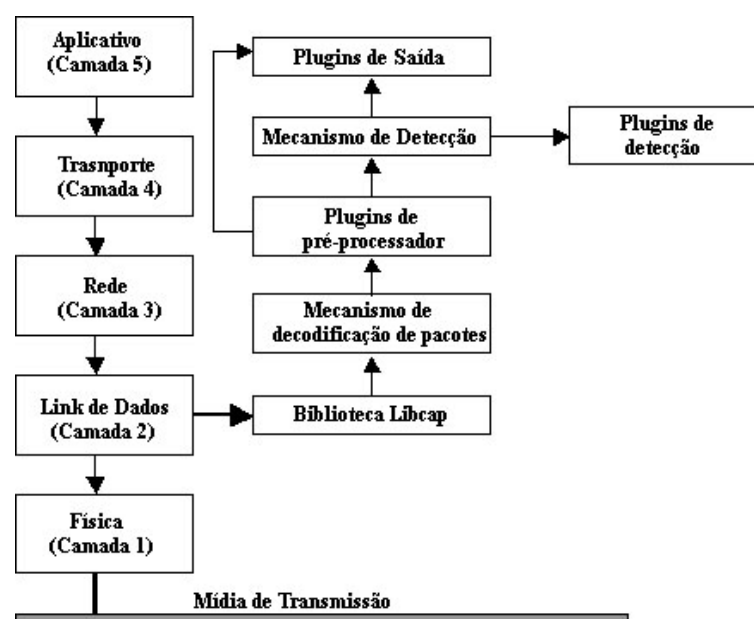 Aplicativo
(Camada 5)
Trasnporte
(Camada 4)
Rede
(Camada 3)
Link de Dados
(Camada 2)
Física
(Camada 1)
Mídia de Transmissão
Plugins de Saída
Mecanismo de Detecção
Plugins de
detecção
Plugins de
pré-processador
Mecanismo de
decodificação de pacotes
Biblioteca Libcap